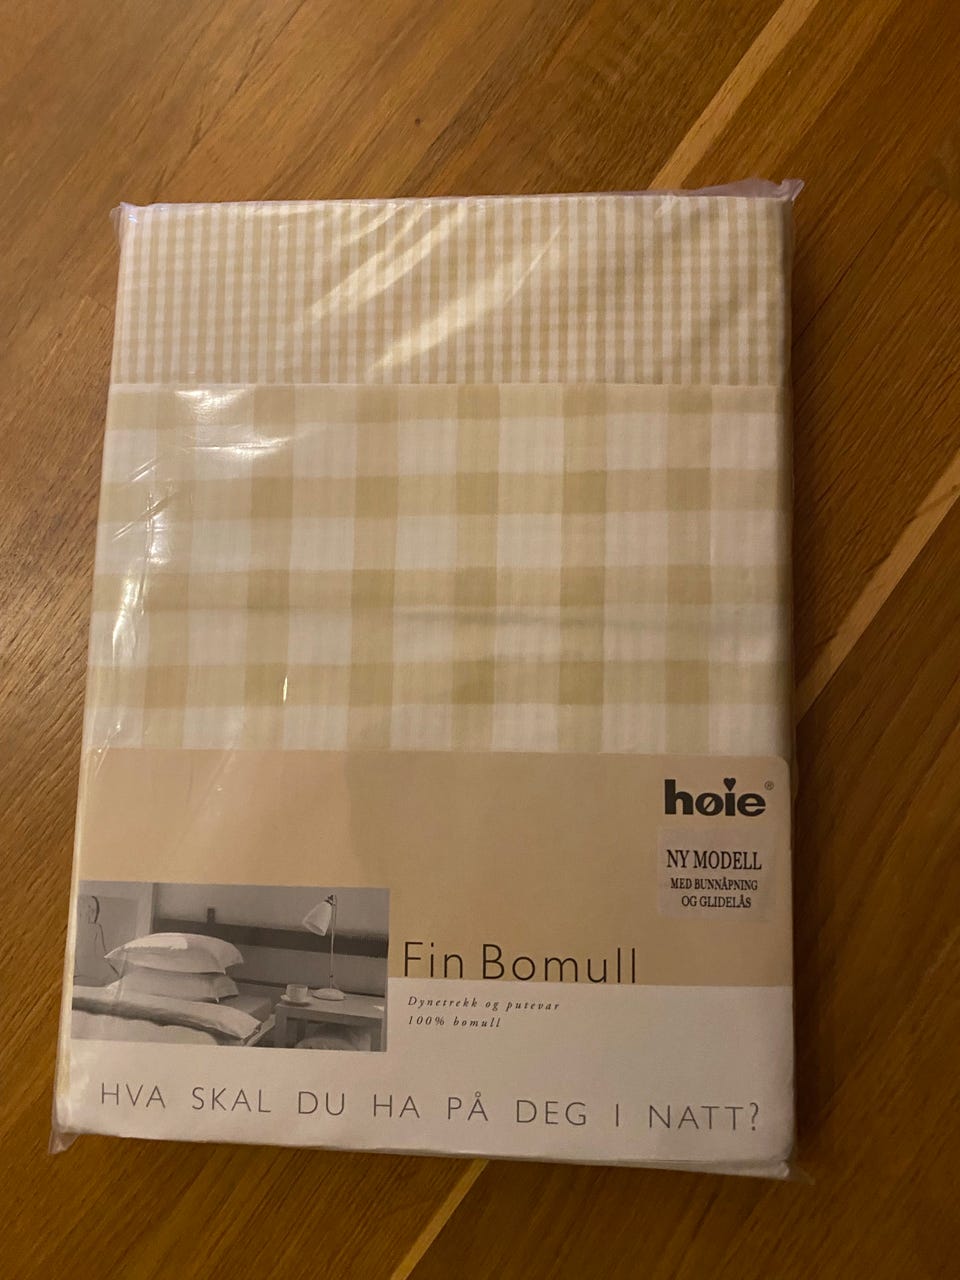 høie®
NY MODELL
MED BUNNÅPNING
OG GLIDELÅS
Fin Bomull
Dynetrekk og putevar
100% bomull
HVA SKAL DU HA PÅ DEG I NATT?